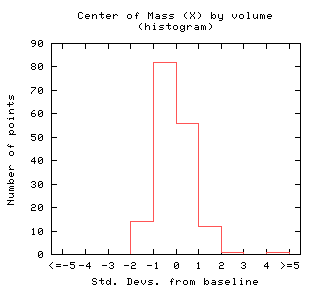 Center of Mass (X) by volume
(histogram)
90
80
70
60
50
40
30
20
10
0
Number of points
<=-5 -4 -3 -2 -1 0 1 2 3 4 >=5
Std. Devs. from baseline